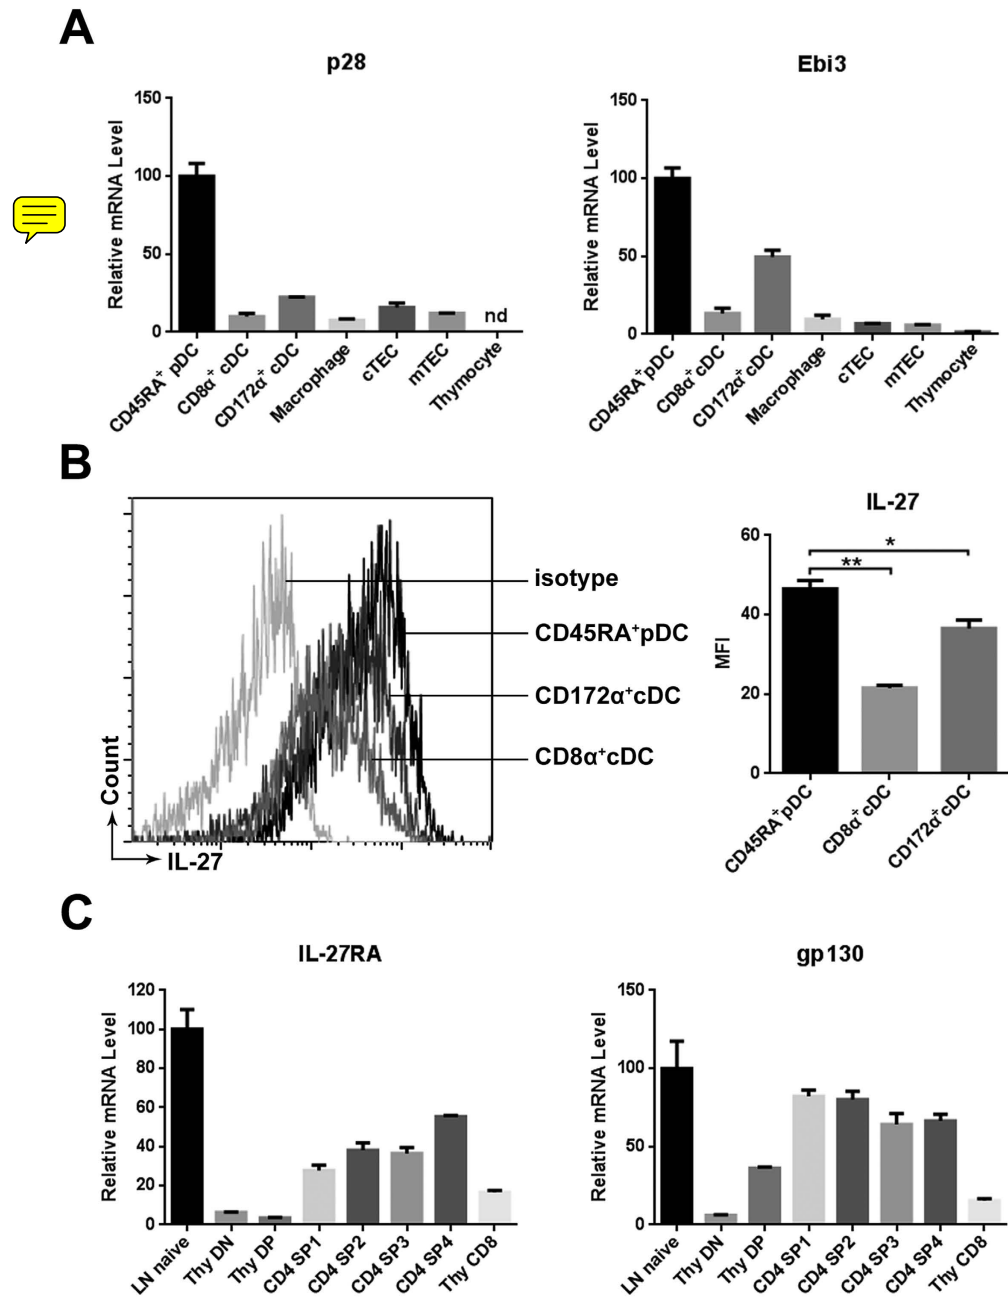 A
p28
Relative mRNA Level
150
100
50
0
nd
CD45RA⁺ pDC
CD8α⁺ cDC
CD172α⁺ cDC
Macrophage
cTEC
mTEC
Thymocyte
Ebi3
Relative mRNA Level
150
100
50
0
CD45RA⁺ pDC
CD8α⁺ cDC
CD172α⁺ cDC
Macrophage
cTEC
mTEC
Thymocyte
B
Count
IL-27
isotype
CD45RA⁺pDC
CD172α⁺cDC
CD8α⁺cDC
IL-27
MFI
60
40
20
0
*
**
CD45RA⁺pDC
CD8α⁺cDC
CD172α⁺cDC
C
IL-27RA
Relative mRNA Level
120
100
80
60
40
20
0
LN naive
Thy DN
Thy DP
CD4 SP1
CD4 SP2
CD4 SP3
CD4 SP4
Thy CD8
gp130
Relative mRNA Level
150
100
50
0
LN naive
Thy DN
Thy DP
CD4 SP1
CD4 SP2
CD4 SP3
CD4 SP4
Thy CD8